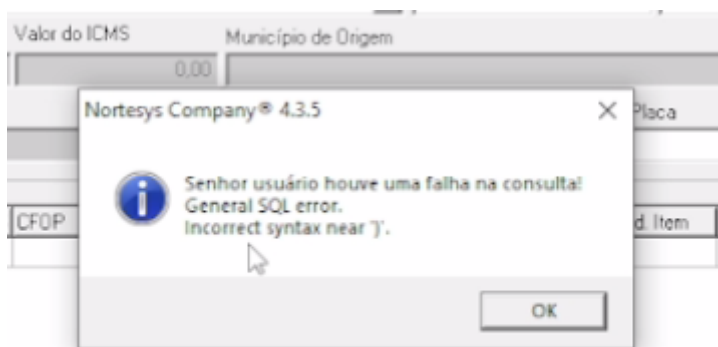 Valor do ICMS
Município de Origem
0,00
Nortesys Company® 4.3.5
Placa
Senhor usuário houve uma falha na consulta!
General SQL error.
Incorrect syntax near ')'.
CFOP
d. Item
OK